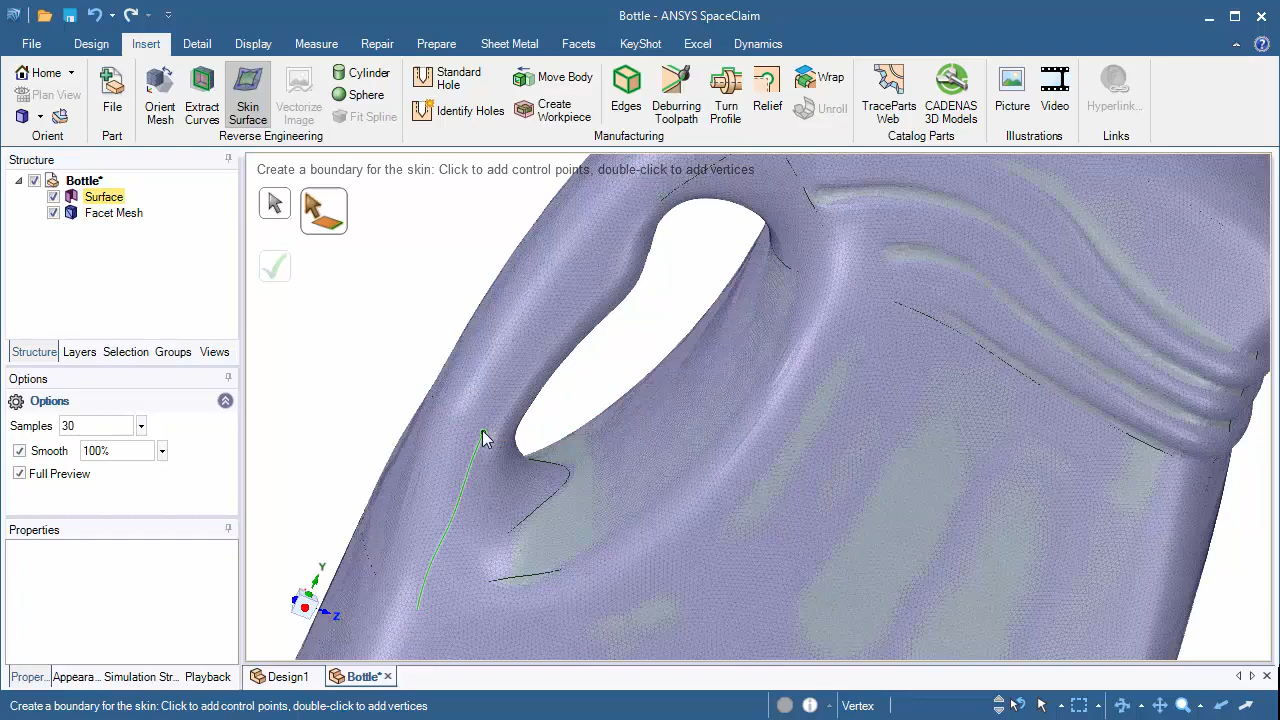 Bottle - ANSYS SpaceClaim
File Design Insert Detail Display Measure Repair Prepare Sheet Metal Facets KeyShot Excel Dynamics
Home
Plan View
Orient
File
Part
Orient Mesh
Extract Curves
Skin Surface
Vectorize Image
Cylinder
Sphere
Fit Spline
Reverse Engineering
Standard Hole
Identify Holes
Move Body
Create Workpiece
Edges
Deburring Toolpath
Turn Profile
Relief
Wrap
Unroll
Manufacturing
TraceParts Web
CADENAS 3D Models
Catalog Parts
Picture
Video
Illustrations
Hyperlink...
Links
Structure
Bottle*
Surface
Facet Mesh
Structure Layers Selection Groups Views
Options
Options
Samples 30
Smooth 100%
Full Preview
Properties
Proper... Appeara... Simulation Str... Playback
Create a boundary for the skin: Click to add control points, double-click to add vertices
Y
Z
Design1 Bottle*
Create a boundary for the skin: Click to add control points, double-click to add vertices
Vertex